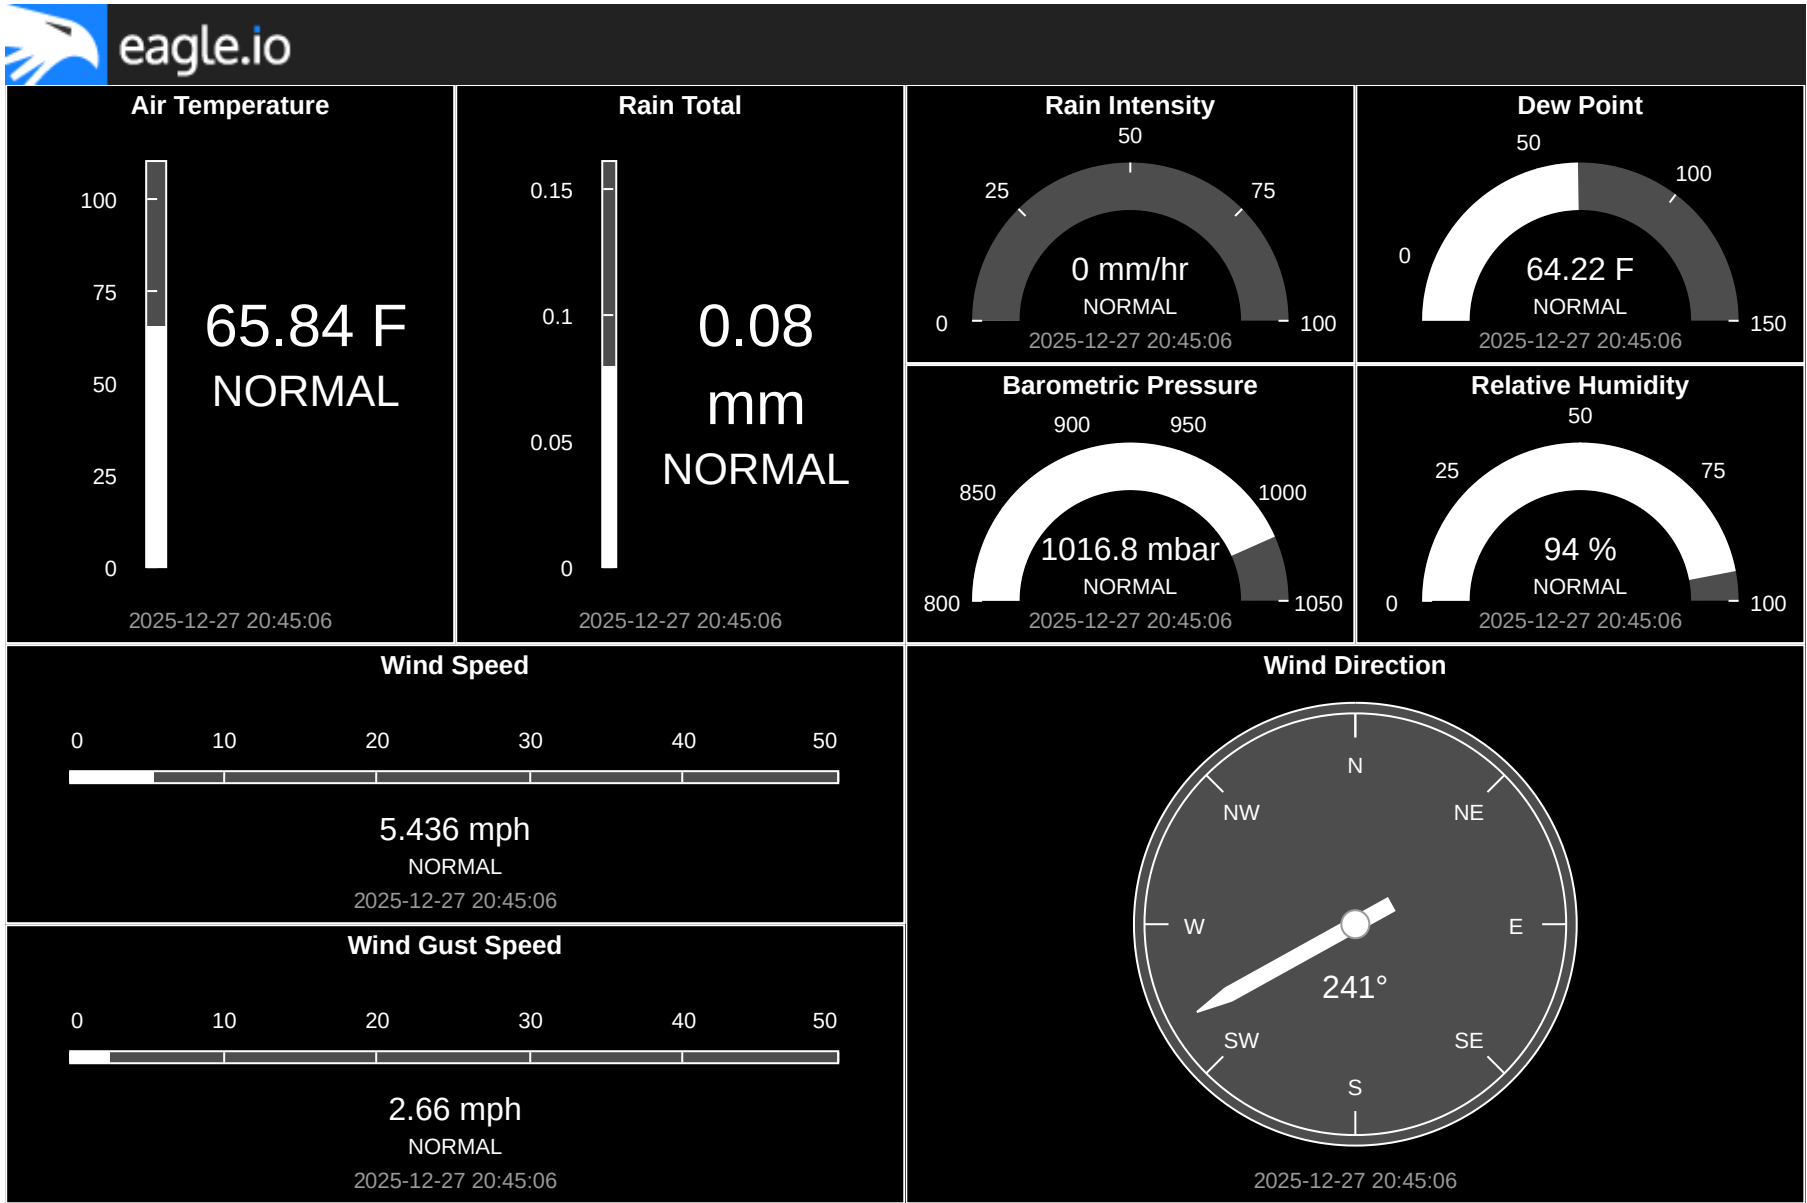 eagle.io
Air Temperature
100
75
50
25
0
65.84 F
NORMAL
2025-12-27 20:45:06
Rain Total
0.15
0.1
0.05
0
0.08
mm
NORMAL
2025-12-27 20:45:06
Rain Intensity
0
25
50
75
100
0 mm/hr
NORMAL
2025-12-27 20:45:06
Dew Point
0
50
100
150
64.22 F
NORMAL
2025-12-27 20:45:06
Barometric Pressure
800
850
900
950
1000
1050
1016.8 mbar
NORMAL
2025-12-27 20:45:06
Relative Humidity
0
25
50
75
100
94 %
NORMAL
2025-12-27 20:45:06
Wind Speed
0 10 20 30 40 50
5.436 mph
NORMAL
2025-12-27 20:45:06
Wind Gust Speed
0 10 20 30 40 50
2.66 mph
NORMAL
2025-12-27 20:45:06
Wind Direction
N
NW NE
W E
241°
SW SE
S
2025-12-27 20:45:06